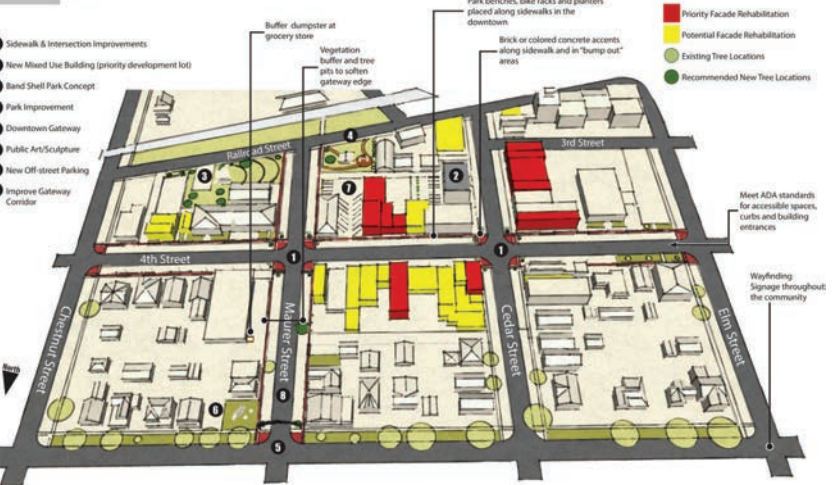 Sidewalk & Intersection Improvements
New Mixed Use Building (priority development lot)
Band Shell Park Concept
Park Improvement
Downtown Gateway
Public Art/Sculpture
New Off-street Parking
Improve Gateway
Corridor
Buffer dumpster at
grocery store
Vegetation
buffer and tree
pits to soften
gateway edge
Park benches, bike racks and planters
placed along sidewalks in the
downtown
Brick or colored concrete accents
along sidewalk and in "bump out"
areas
Priority Facade Rehabilitation
Potential Facade Rehabilitation
Existing Tree Locations
Recommended New Tree Locations
Meet ADA standards
for accessible spaces,
curbs and building
entrances
Wayfinding
Signage throughout
the community
Railroad Street
3rd Street
4th Street
Chestnut Street
Maurer Street
Cedar Street
Elm Street
4
3
7
2
1
1
8
6
5